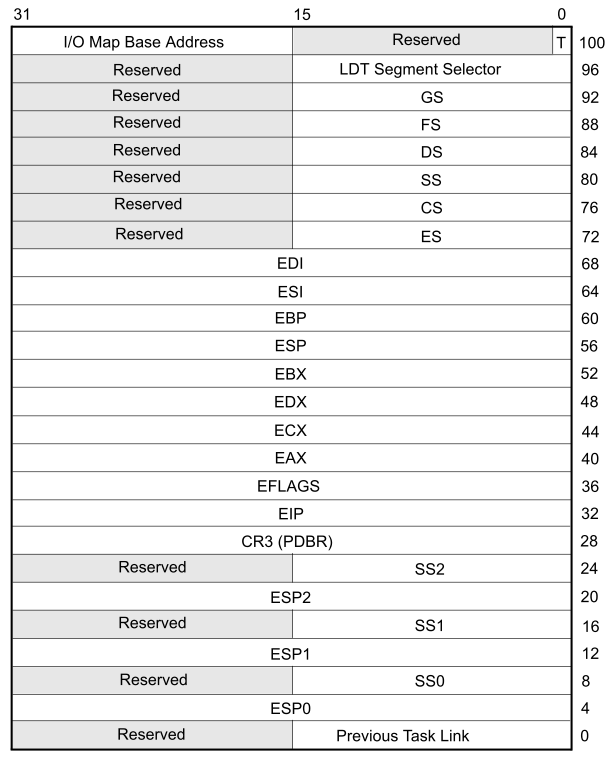 31 15 0
I/O Map Base Address Reserved T 100
Reserved LDT Segment Selector 96
Reserved GS 92
Reserved FS 88
Reserved DS 84
Reserved SS 80
Reserved CS 76
Reserved ES 72
EDI 68
ESI 64
EBP 60
ESP 56
EBX 52
EDX 48
ECX 44
EAX 40
EFLAGS 36
EIP 32
CR3 (PDBR) 28
Reserved SS2 24
ESP2 20
Reserved SS1 16
ESP1 12
Reserved SS0 8
ESP0 4
Reserved Previous Task Link 0